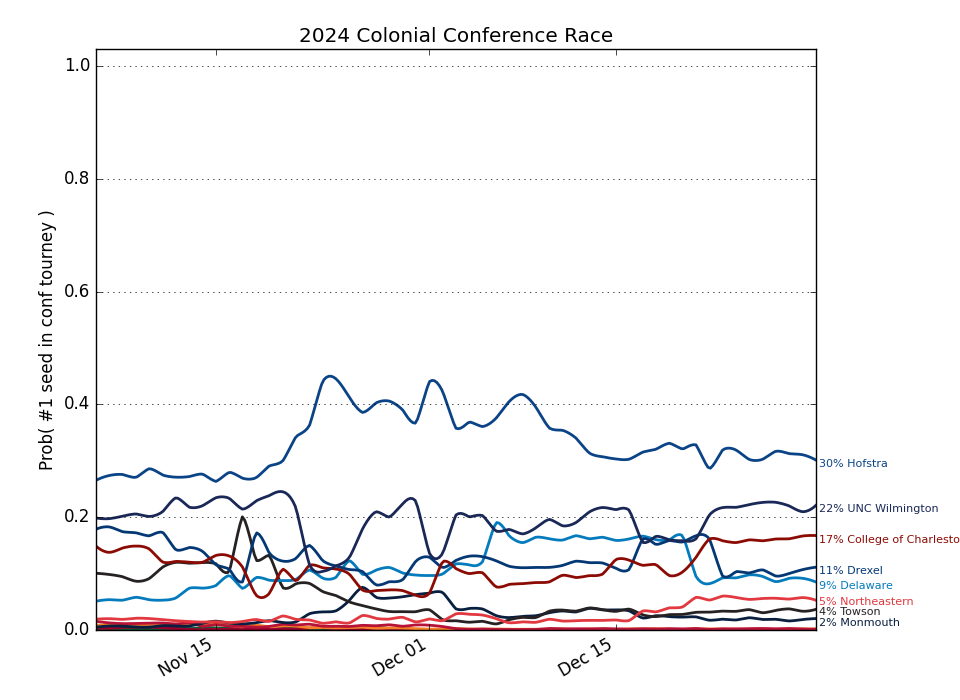 2024 Colonial Conference Race
Prob( #1 seed in conf tourney )
1.0
0.8
0.6
0.4
0.2
0.0
Nov 15
Dec 01
Dec 15
30% Hofstra
22% UNC Wilmington
17% College of Charlesto
11% Drexel
9% Delaware
5% Northeastern
4% Towson
2% Monmouth